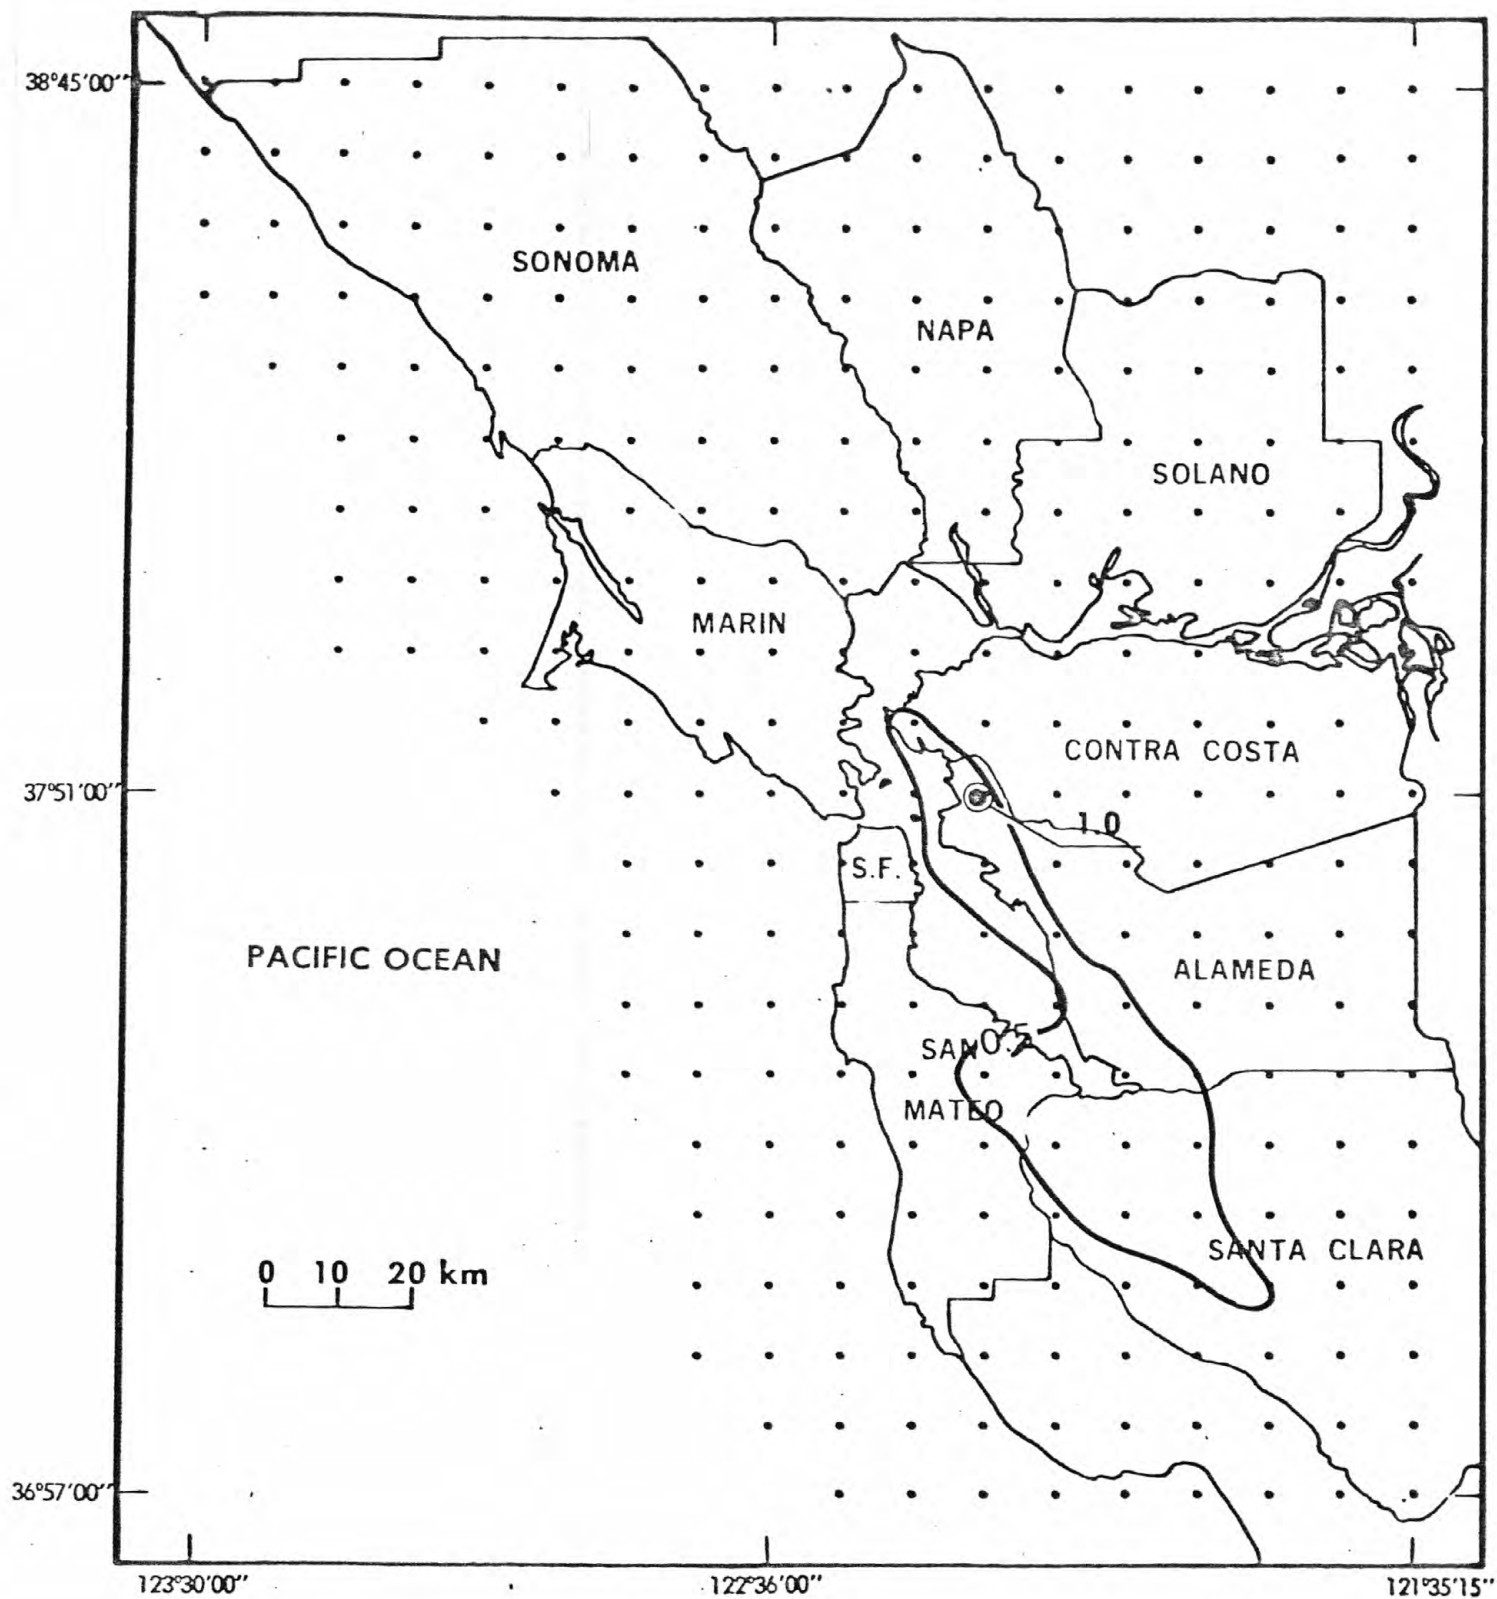 38°45'00"
SONOMA
NAPA
SOLANO
MARIN
CONTRA COSTA
37°51'00"
1.0
S.F.
PACIFIC OCEAN
ALAMEDA
SAN
0.5
MATEO
SANTA CLARA
0 10 20 km
36°57'00"
123°30'00"
122°36'00"
121°35'15"